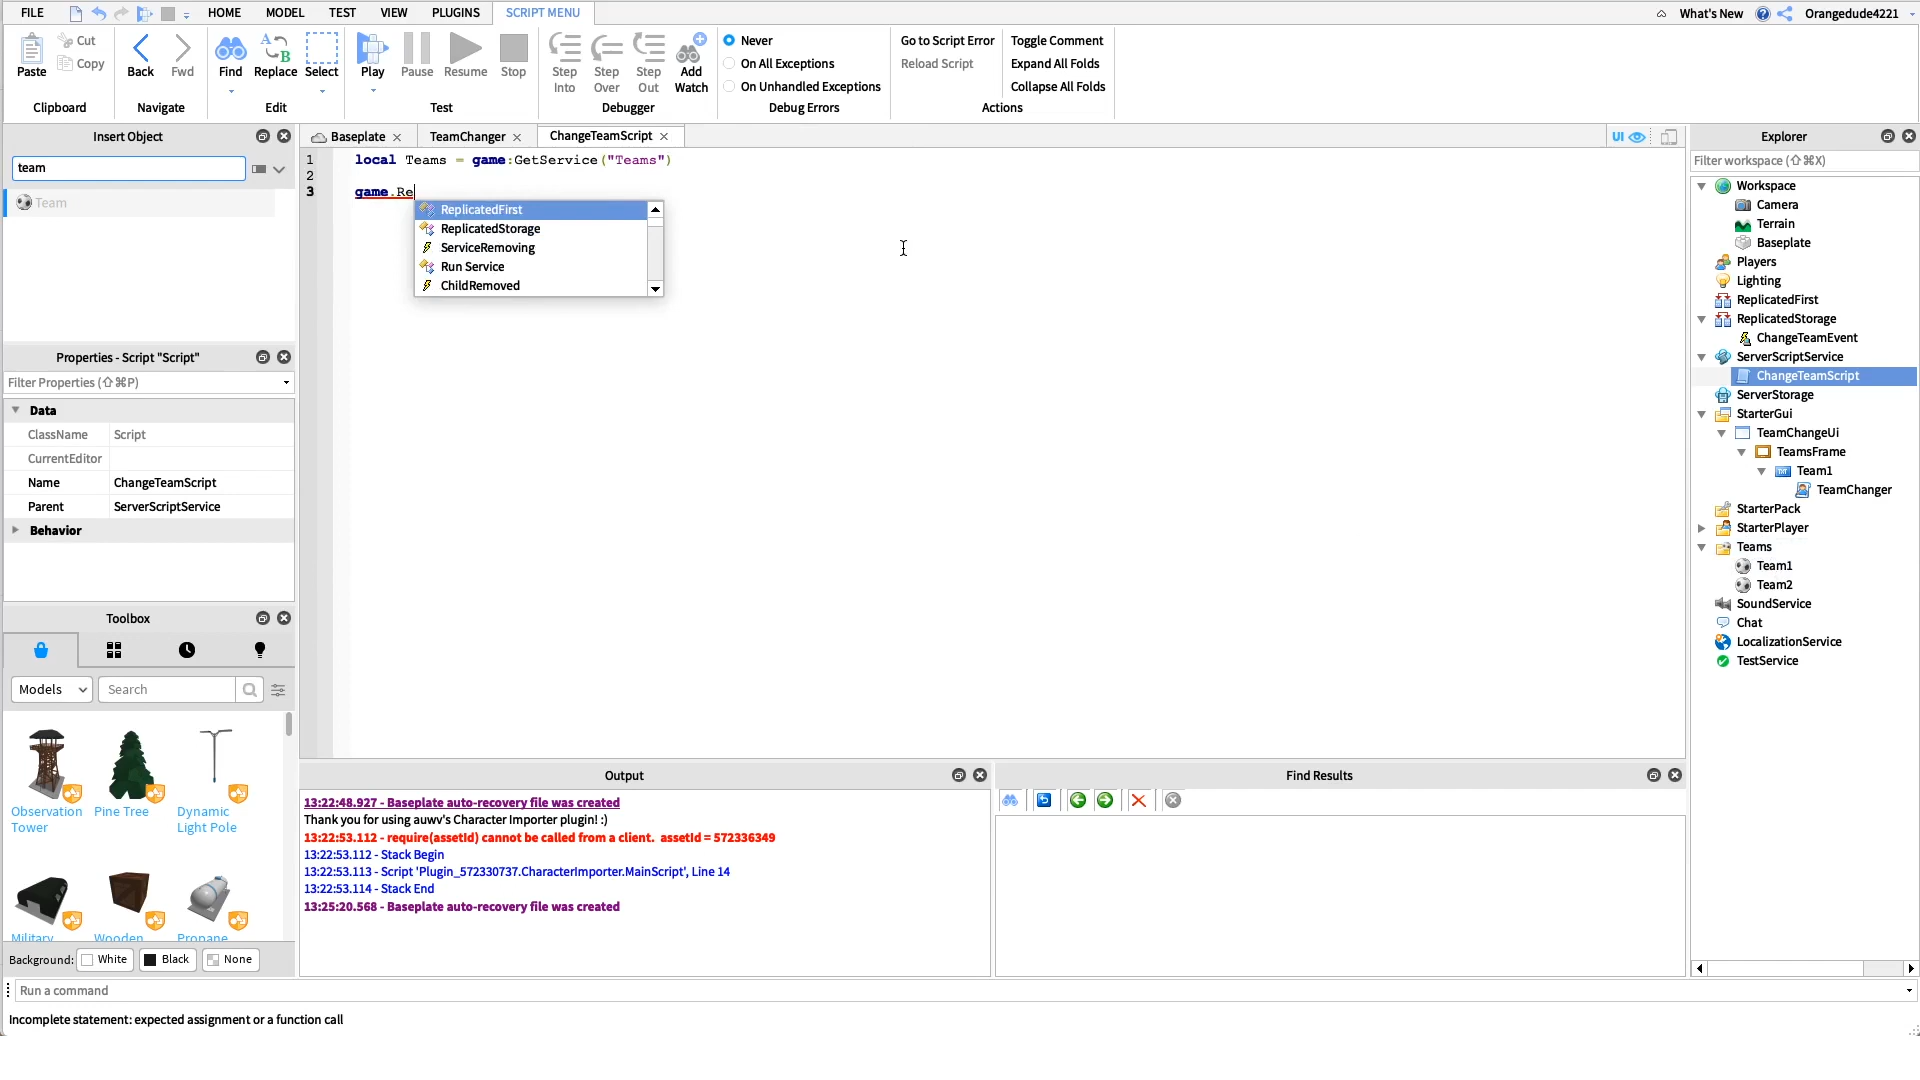 FILE HOME MODEL TEST VIEW PLUGINS SCRIPT MENU What's New Orangedude4221
Paste Cut Copy Back Fwd Find Replace Select Play Pause Resume Stop Step Into Step Over Step Out Add Watch
Never
On All Exceptions
On Unhandled Exceptions
Go to Script Error
Reload Script
Toggle Comment
Expand All Folds
Collapse All Folds
Clipboard Navigate Edit Test Debugger Debug Errors Actions
Insert Object
team
Team
Properties - Script "Script"
Filter Properties (⇧⌘P)
Data
ClassName Script
CurrentEditor
Name ChangeTeamScript
Parent ServerScriptService
Behavior
Toolbox
Models Search
Observation Tower
Pine Tree
Dynamic Light Pole
Military
Wooden
Propane
Background: White Black None
Baseplate TeamChanger ChangeTeamScript UI
1 local Teams = game:GetService("Teams")
2
3 game.Re
ReplicatedFirst
ReplicatedStorage
ServiceRemoving
Run Service
ChildRemoved
Output
13:22:48.927 - Baseplate auto-recovery file was created
Thank you for using auwv's Character Importer plugin! :)
13:22:53.112 - require(assetId) cannot be called from a client. assetId = 572336349
13:22:53.112 - Stack Begin
13:22:53.113 - Script 'Plugin_572330737.CharacterImporter.MainScript', Line 14
13:22:53.114 - Stack End
13:25:20.568 - Baseplate auto-recovery file was created
Find Results
Explorer
Filter workspace (⇧⌘X)
Workspace
Camera
Terrain
Baseplate
Players
Lighting
ReplicatedFirst
ReplicatedStorage
ChangeTeamEvent
ServerScriptService
ChangeTeamScript
ServerStorage
StarterGui
TeamChangeUi
TeamsFrame
Team1
TeamChanger
StarterPack
StarterPlayer
Teams
Team1
Team2
SoundService
Chat
LocalizationService
TestService
Run a command
Incomplete statement: expected assignment or a function call